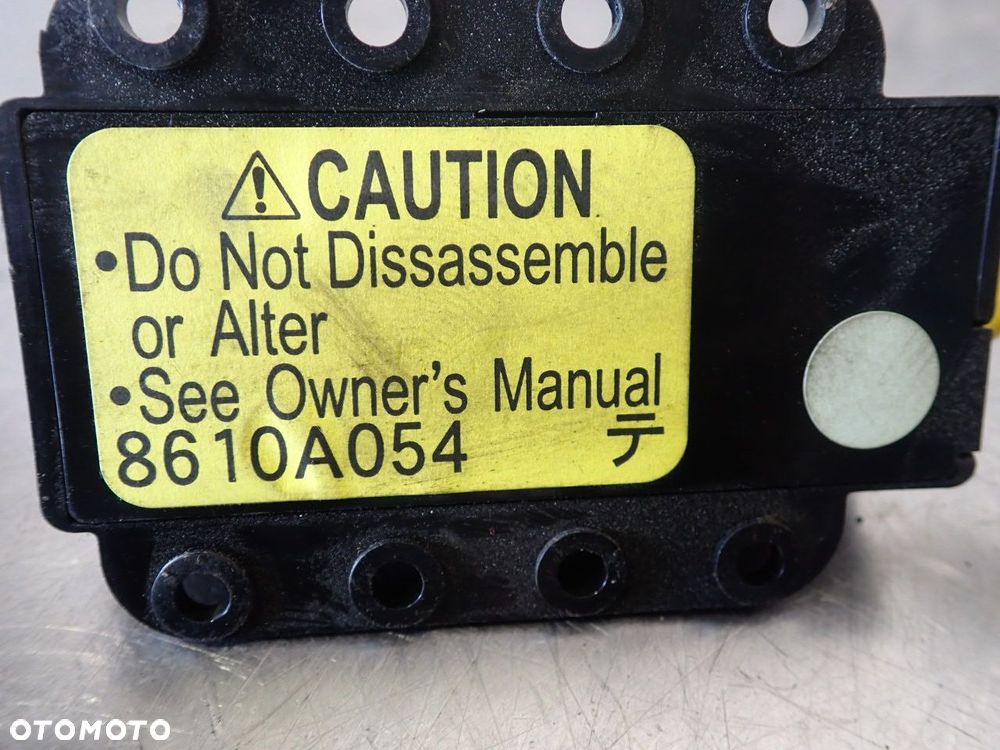 CAUTION
•Do Not Dissassemble
or Alter
•See Owner's Manual
8610A054 テ
OTOMOTO